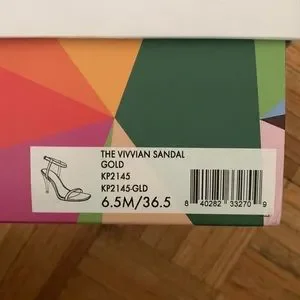 THE VIVVIAN SANDAL
GOLD
KP2145
KP2145-GLD
6.5M/36.5
8 40282 33270 9